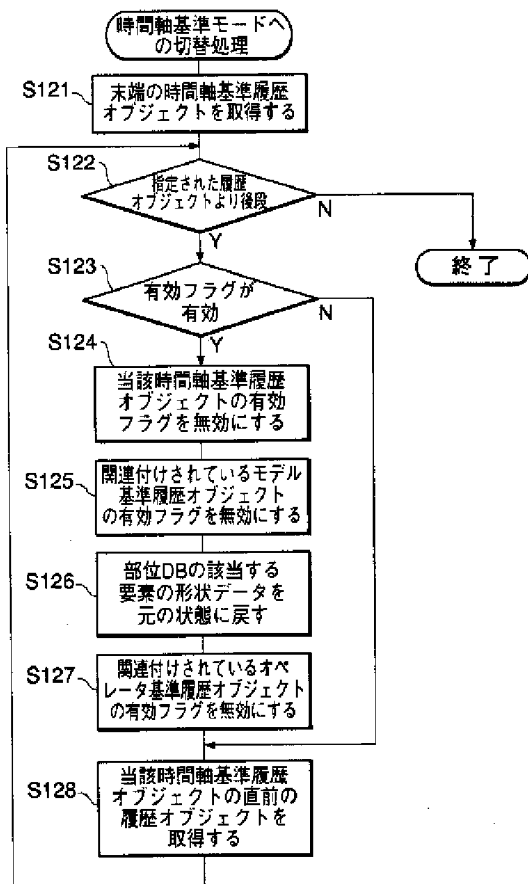 時間軸基準モードへ
の切替処理
S121
末端の時間軸基準履歴
オブジェクトを取得する
S122
指定された履歴
オブジェクトより後段
N
Y
終了
S123
有効フラグが
有効
N
Y
S124
当該時間軸基準履歴
オブジェクトの有効
フラグを無効にする
S125
関連付けされているモデル
基準履歴オブジェクト
の有効フラグを無効にする
S126
部位DBの該当する
要素の形状データを
元の状態に戻す
S127
関連付けされているオペ
レータ基準履歴オブジェクト
の有効フラグを無効にする
S128
当該時間軸基準履歴
オブジェクトの直前の
履歴オブジェクトを
取得する